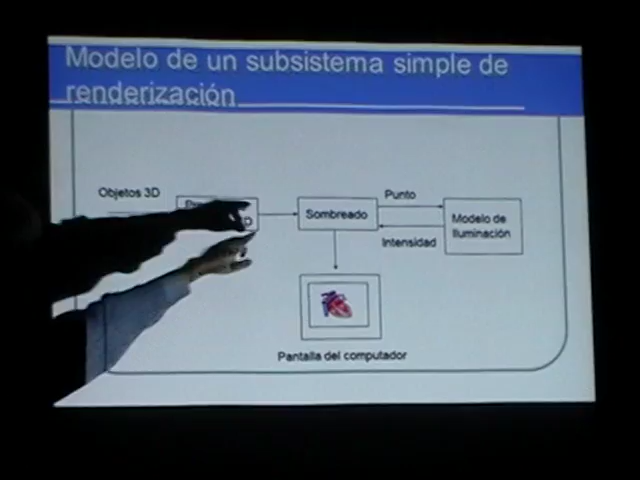 Modelo de un subsistema simple de
renderización
Objetos 3D
Sombreado
Punto
Intensidad
Modelo de
Iluminación
Pantalla del computador